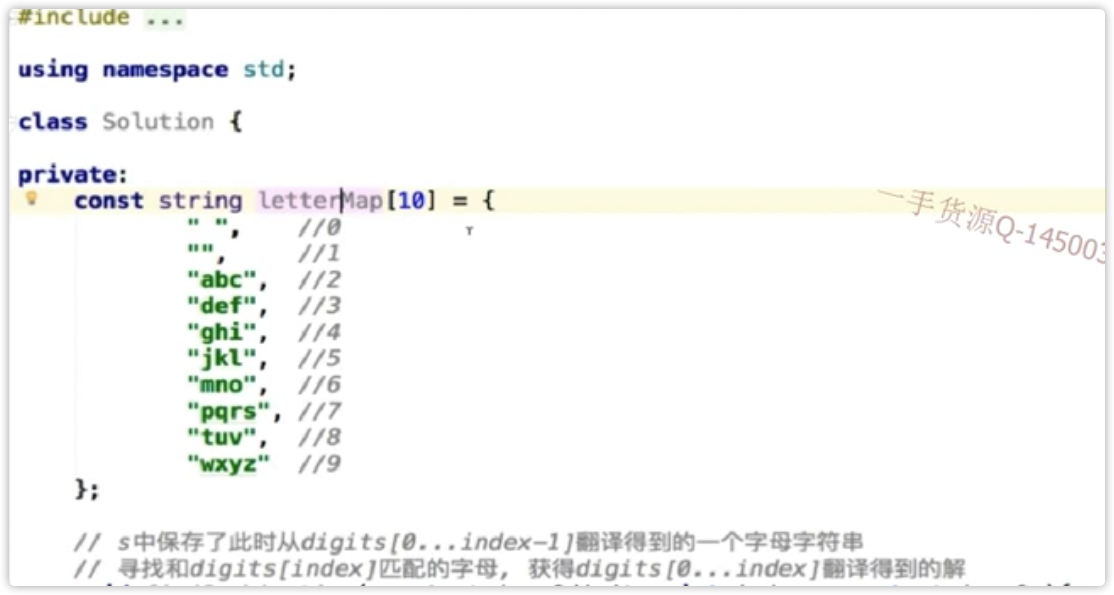 #include ...
using namespace std;
class Solution {
private:
const string letterMap[10] = {
" ", //0
"", //1
"abc", //2
"def", //3
"ghi", //4
"jkl", //5
"mno", //6
"pqrs", //7
"tuv", //8
"wxyz" //9
};
// s中保存了此时从digits[0...index-1]翻译得到的一个字母字符串
// 寻找和digits[index]匹配的字母, 获得digits[0...index]翻译得到的解
一手货源Q-145003